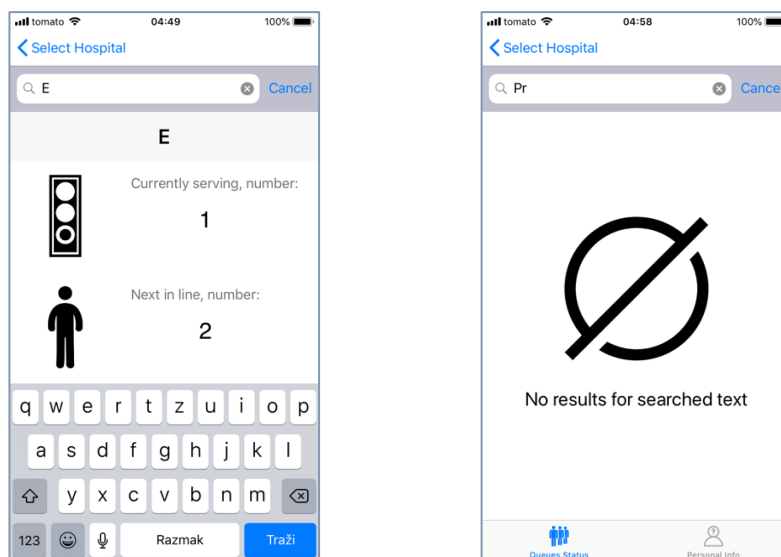 tomato 04:49 100%
Select Hospital
E Cancel
E
Currently serving, number:
1
Next in line, number:
2
q w e r t z u i o p
a s d f g h j k l
y x c v b n m
123 Razmak Traži
tomato 04:58 100%
Select Hospital
Pr Cance
No results for searched text
Queues Status Personal Info